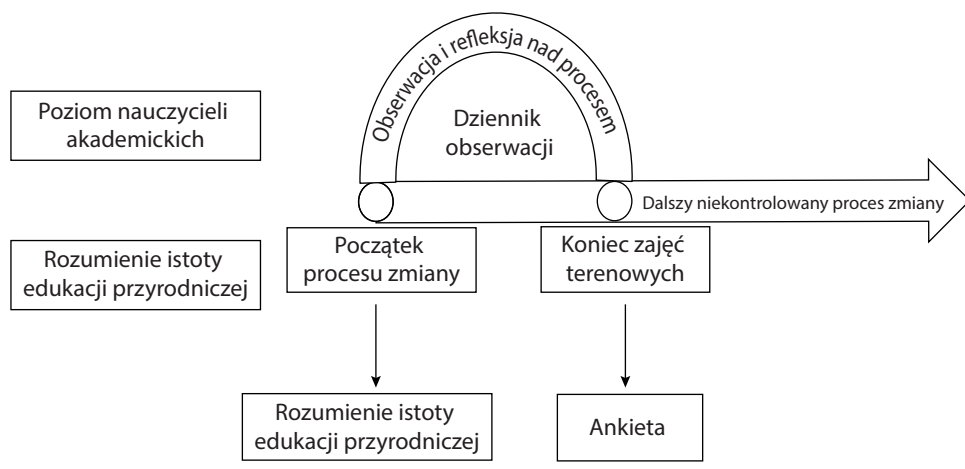 Obserwacja i refleksja nad procesem
Poziom nauczycieli
akademickich
Dziennik
obserwacji
Dalszy niekontrolowany proces zmiany
Rozumienie istoty
edukacji przyrodniczej
Początek
procesu zmiany
Koniec zajęć
terenowych
Rozumienie istoty
edukacji przyrodniczej
Ankieta